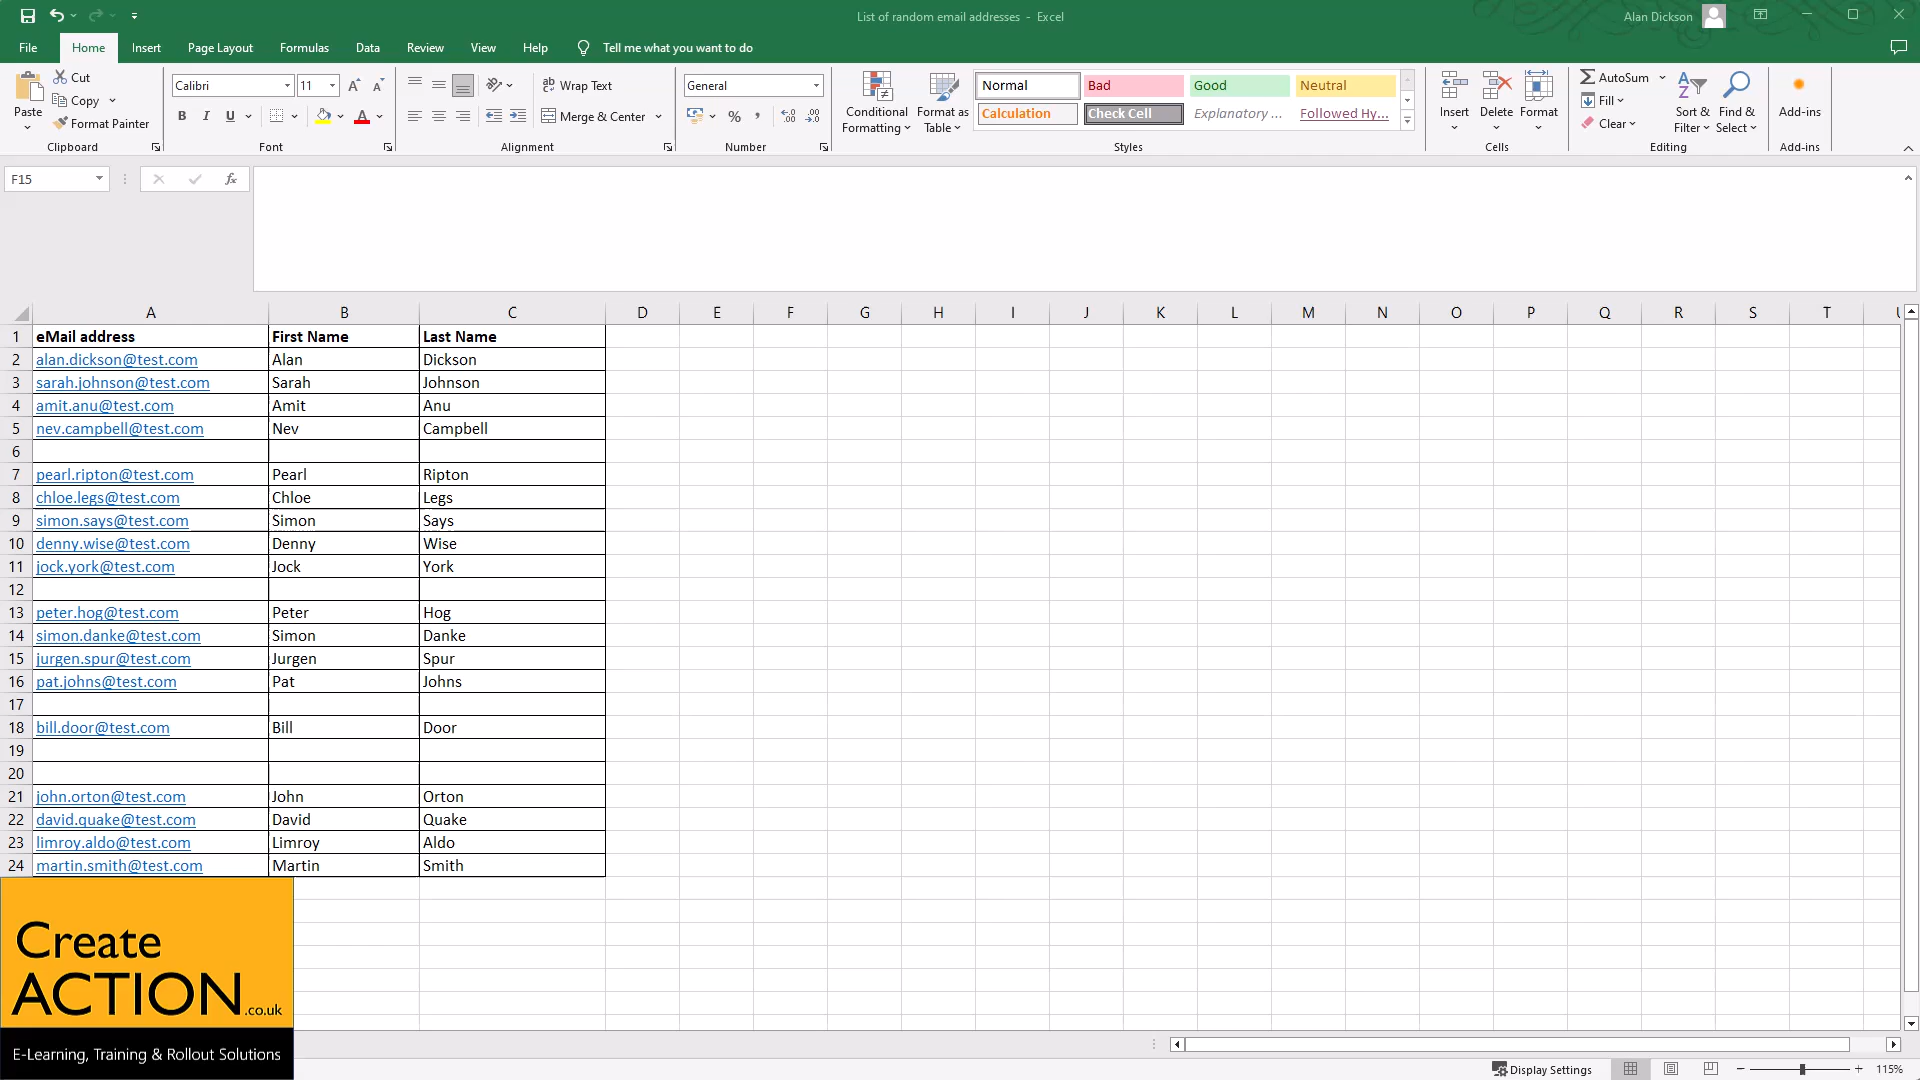 List of random email addresses - Excel
Alan Dickson
File Home Insert Page Layout Formulas Data Review View Help Tell me what you want to do
Paste
Cut
Copy
Format Painter
Clipboard
Calibri 11 A A
B I U A
Font
Wrap Text
Merge & Center
Alignment
General
% ,
Number
Conditional Formatting
Format as Table
Normal Bad Good Neutral
Calculation Check Cell Explanatory ... Followed Hy...
Styles
Insert Delete Format
Cells
AutoSum
Fill
Clear
Sort & Filter
Find & Select
Editing
Add-ins
Add-ins
F15 fx
A B C D E F G H I J K L M N O P Q R S T
1 eMail address First Name Last Name
2 alan.dickson@test.com Alan Dickson
3 sarah.johnson@test.com Sarah Johnson
4 amit.anu@test.com Amit Anu
5 nev.campbell@test.com Nev Campbell
6
7 pearl.ripton@test.com Pearl Ripton
8 chloe.legs@test.com Chloe Legs
9 simon.says@test.com Simon Says
10 denny.wise@test.com Denny Wise
11 jock.york@test.com Jock York
12
13 peter.hog@test.com Peter Hog
14 simon.danke@test.com Simon Danke
15 jurgen.spur@test.com Jurgen Spur
16 pat.johns@test.com Pat Johns
17
18 bill.door@test.com Bill Door
19
20
21 john.orton@test.com John Orton
22 david.quake@test.com David Quake
23 limroy.aldo@test.com Limroy Aldo
24 martin.smith@test.com Martin Smith
Create
ACTION.co.uk
E-Learning, Training & Rollout Solutions
Display Settings
115%